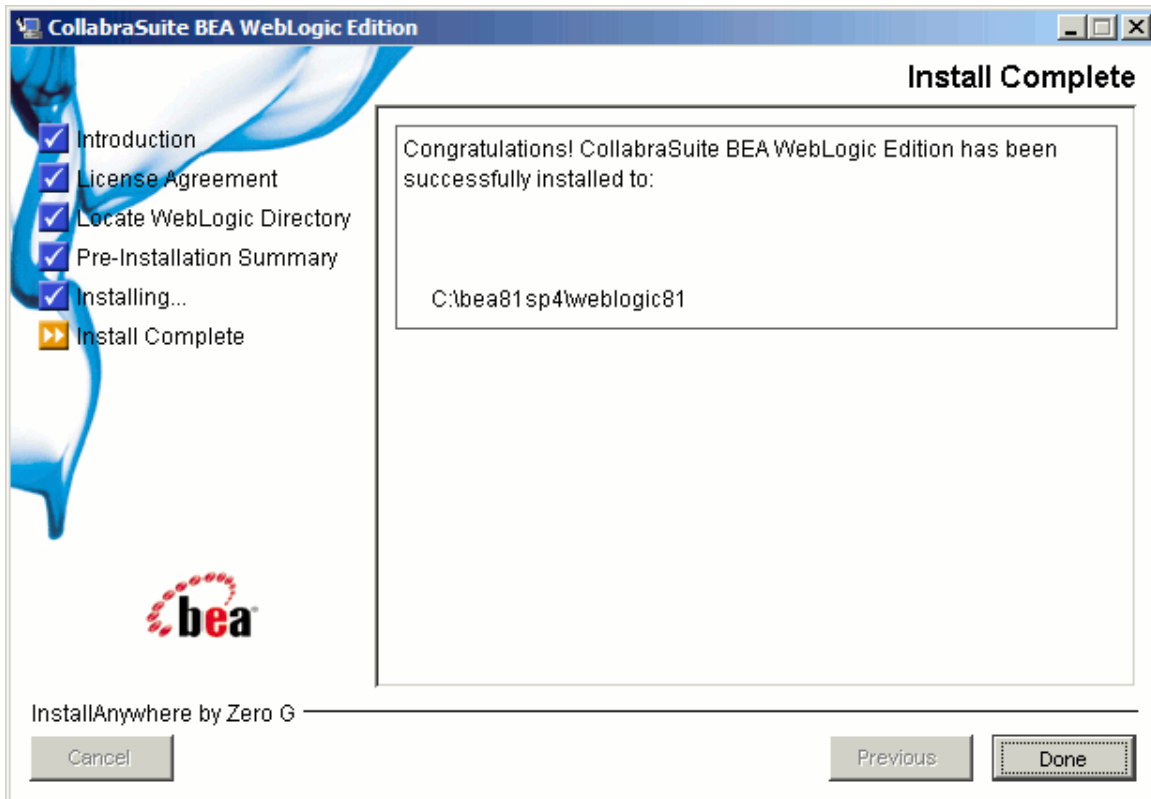 CollabraSuite BEA WebLogic Edition
Install Complete
Introduction
License Agreement
Locate WebLogic Directory
Pre-Installation Summary
Installing...
Install Complete
Congratulations! CollabraSuite BEA WebLogic Edition has been
successfully installed to:
C:\bea81sp4\weblogic81
bea
InstallAnywhere by Zero G
Cancel
Previous
Done